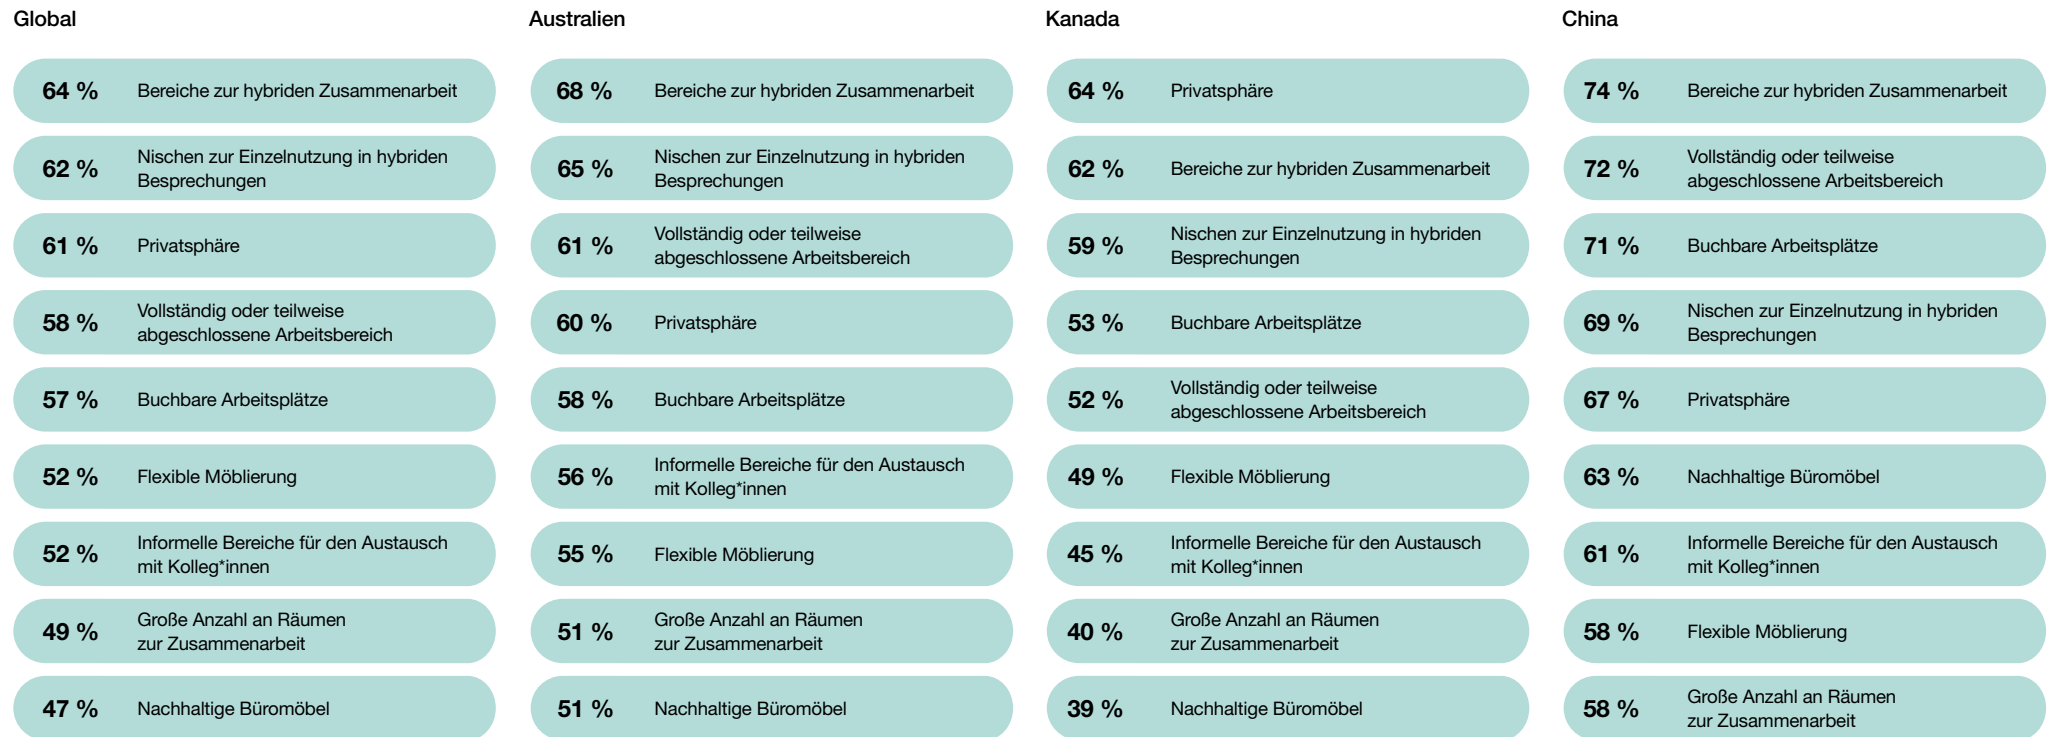 Global
64 %
Bereiche zur hybriden Zusammenarbeit
62 %
Nischen zur Einzelnutzung in hybriden
Besprechungen
61 %
Privatsphäre
58 %
Vollständig oder teilweise
abgeschlossene Arbeitsbereich
57 %
Buchbare Arbeitsplätze
52 %
Flexible Möblierung
52 %
Informelle Bereiche für den Austausch
mit Kolleg*innen
49 %
Große Anzahl an Räumen
zur Zusammenarbeit
47 %
Nachhaltige Büromöbel
Australien
68 %
Bereiche zur hybriden Zusammenarbeit
65 %
Nischen zur Einzelnutzung in hybriden
Besprechungen
61 %
Vollständig oder teilweise
abgeschlossene Arbeitsbereich
60 %
Privatsphäre
58 %
Buchbare Arbeitsplätze
56 %
Informelle Bereiche für den Austausch
mit Kolleg*innen
55 %
Flexible Möblierung
51 %
Große Anzahl an Räumen
zur Zusammenarbeit
51 %
Nachhaltige Büromöbel
Kanada
64 %
Privatsphäre
62 %
Bereiche zur hybriden Zusammenarbeit
59 %
Nischen zur Einzelnutzung in hybriden
Besprechungen
53 %
Buchbare Arbeitsplätze
52 %
Vollständig oder teilweise
abgeschlossene Arbeitsbereich
49 %
Flexible Möblierung
45 %
Informelle Bereiche für den Austausch
mit Kolleg*innen
40 %
Große Anzahl an Räumen
zur Zusammenarbeit
39 %
Nachhaltige Büromöbel
China
74 %
Bereiche zur hybriden Zusammenarbeit
72 %
Vollständig oder teilweise
abgeschlossene Arbeitsbereich
71 %
Buchbare Arbeitsplätze
69 %
Nischen zur Einzelnutzung in hybriden
Besprechungen
67 %
Privatsphäre
63 %
Nachhaltige Büromöbel
61 %
Informelle Bereiche für den Austausch
mit Kolleg*innen
58 %
Flexible Möblierung
58 %
Große Anzahl an Räumen
zur Zusammenarbeit